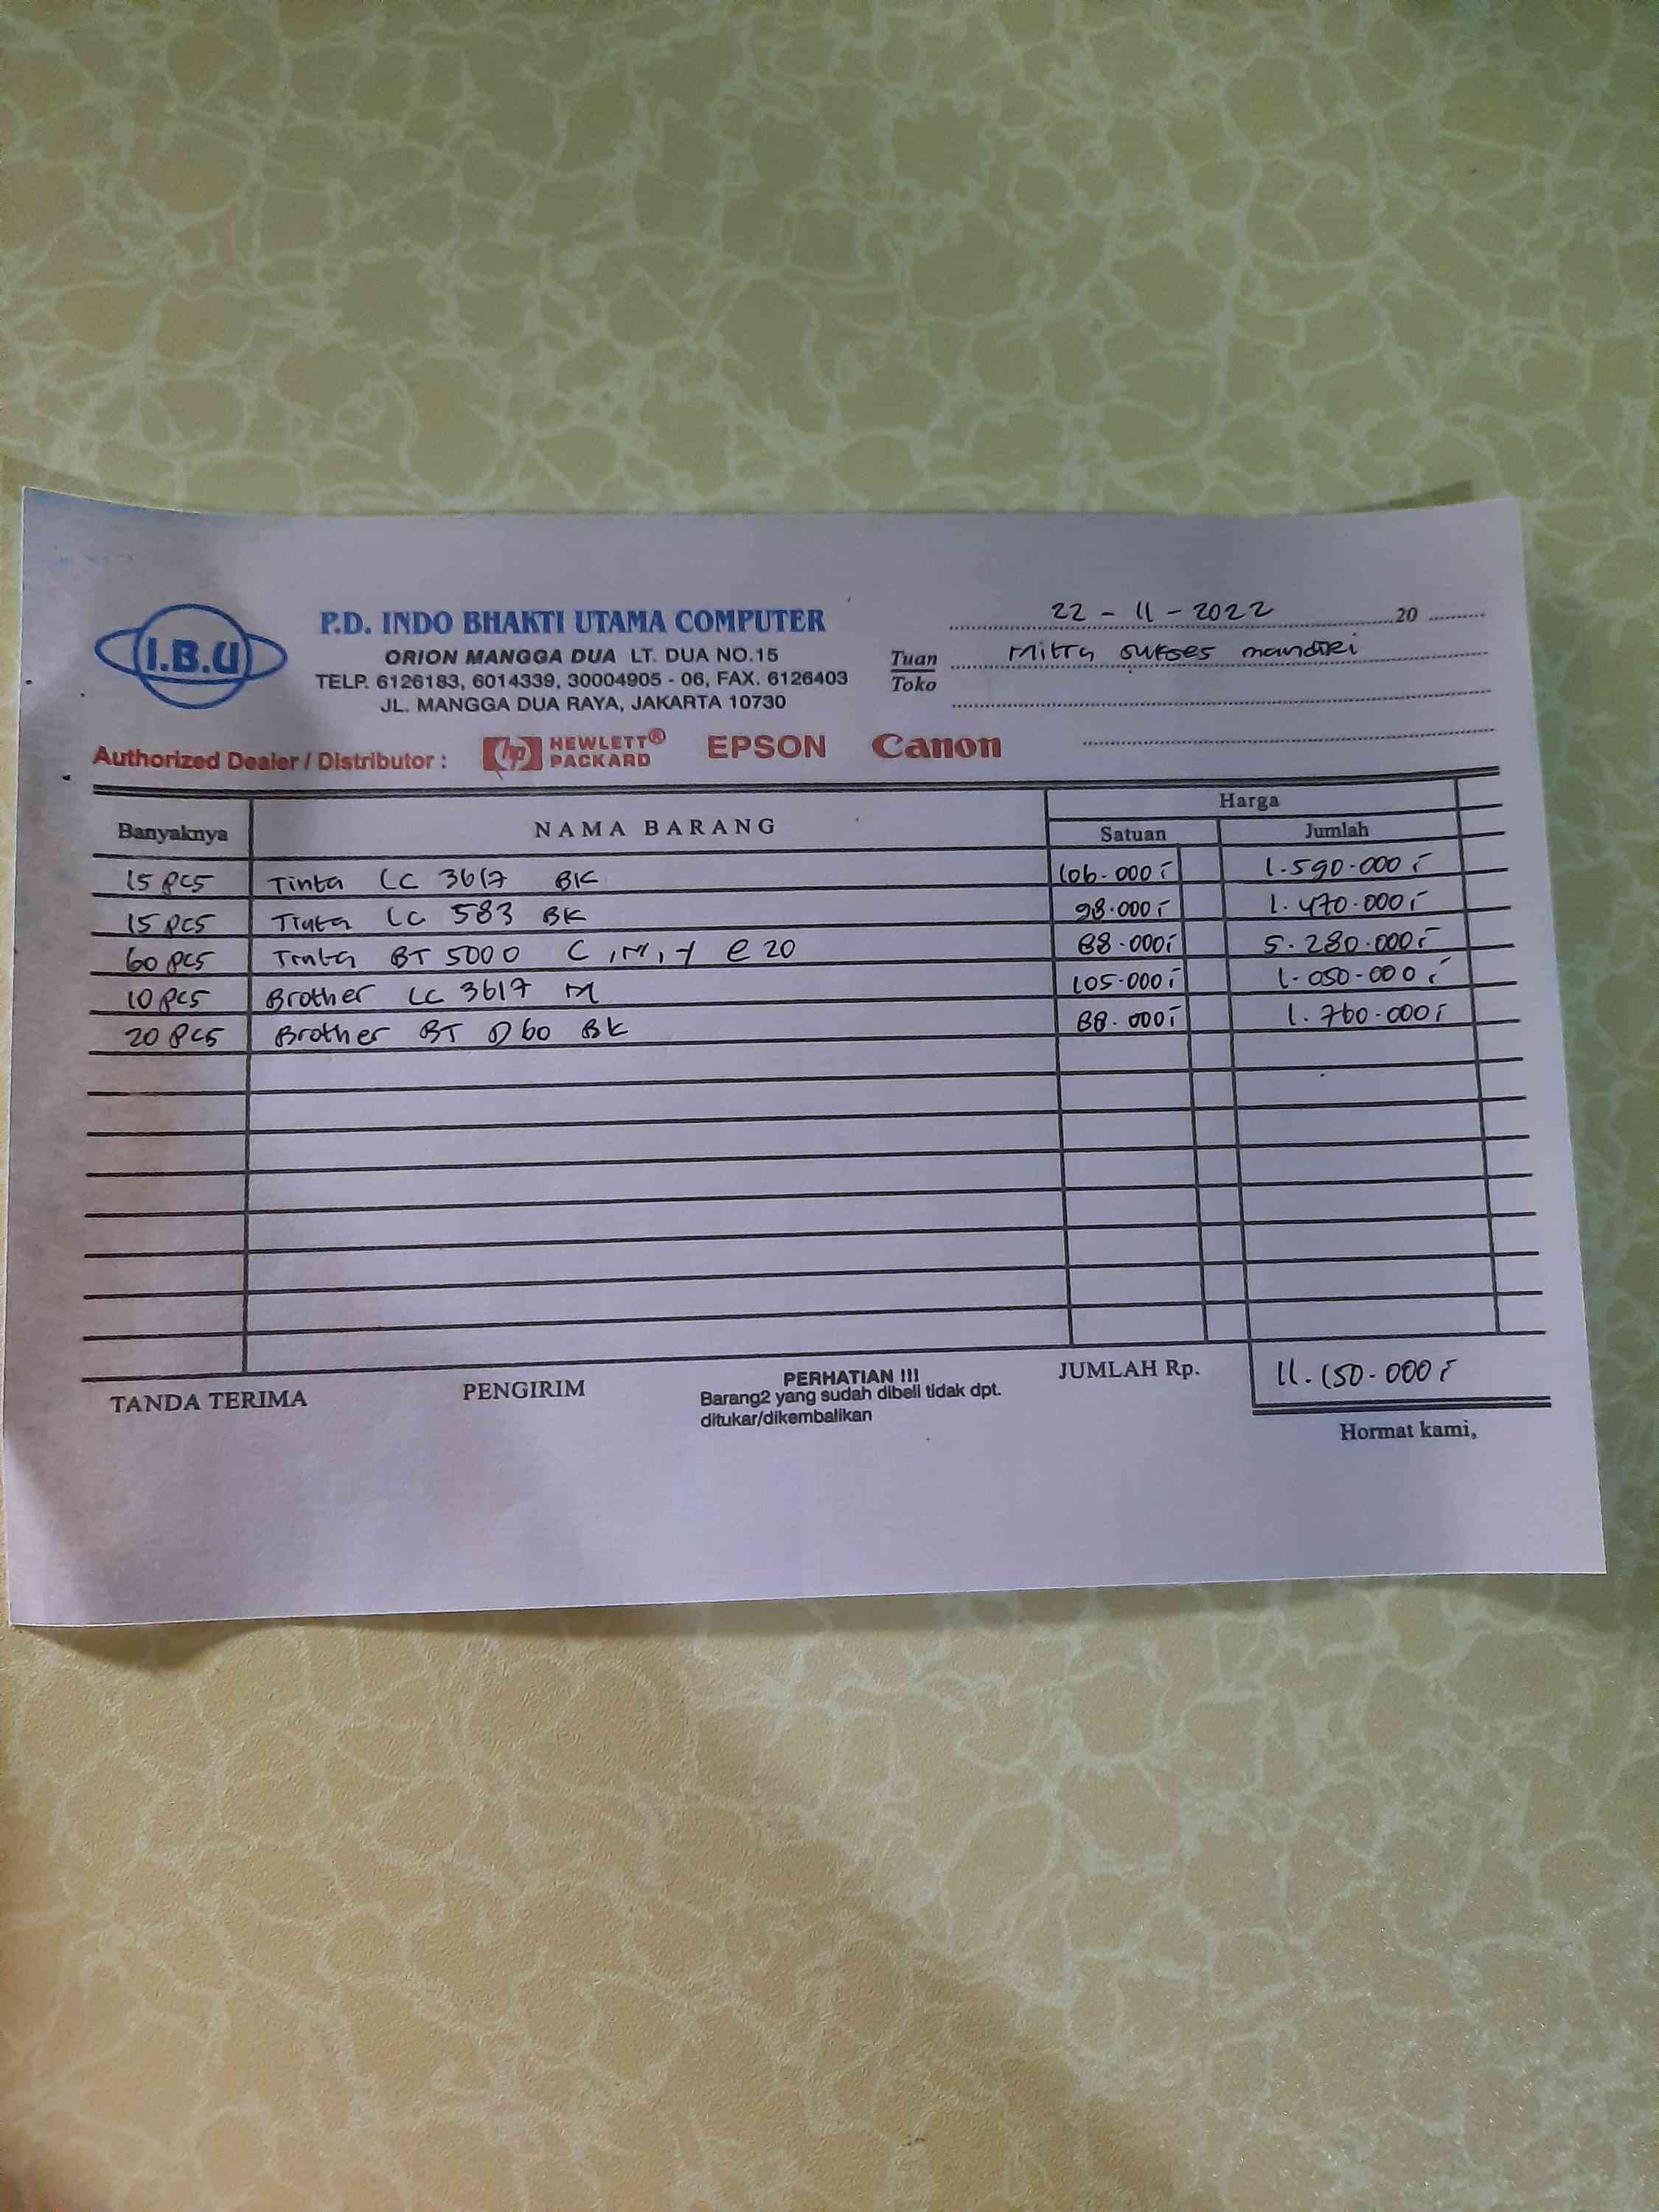 I.B.U
P.D. INDO BHAKTI UTAMA COMPUTER
ORION MANGGA DUA LT. DUA NO.15
TELP. 6126183, 6014339, 30004905 - 06, FAX. 6126403
JL. MANGGA DUA RAYA, JAKARTA 10730
22 - 11 - 2022 20
Tuan Mitra sukses mandiri
Toko
Authorized Dealer / Distributor : hp HEWLETT® PACKARD EPSON Canon
Banyaknya NAMA BARANG Harga
Satuan Jumlah
15 PCS Tinta LC 3617 BK 106.000,- 1.590.000,-
15 PCS Tinta LC 583 BK 98.000,- 1.470.000,-
60 PCS Tinta BT 5000 C, M, Y @ 20 88.000,- 5.280.000,-
10 PCS Brother LC 3617 M 105.000,- 1.050.000,-
20 PCS Brother BT D60 BK 88.000,- 1.760.000,-
TANDA TERIMA PENGIRIM PERHATIAN !!! JUMLAH Rp. 11.150.000,-
Barang2 yang sudah dibeli tidak dpt.
ditukar/dikembalikan
Hormat kami,